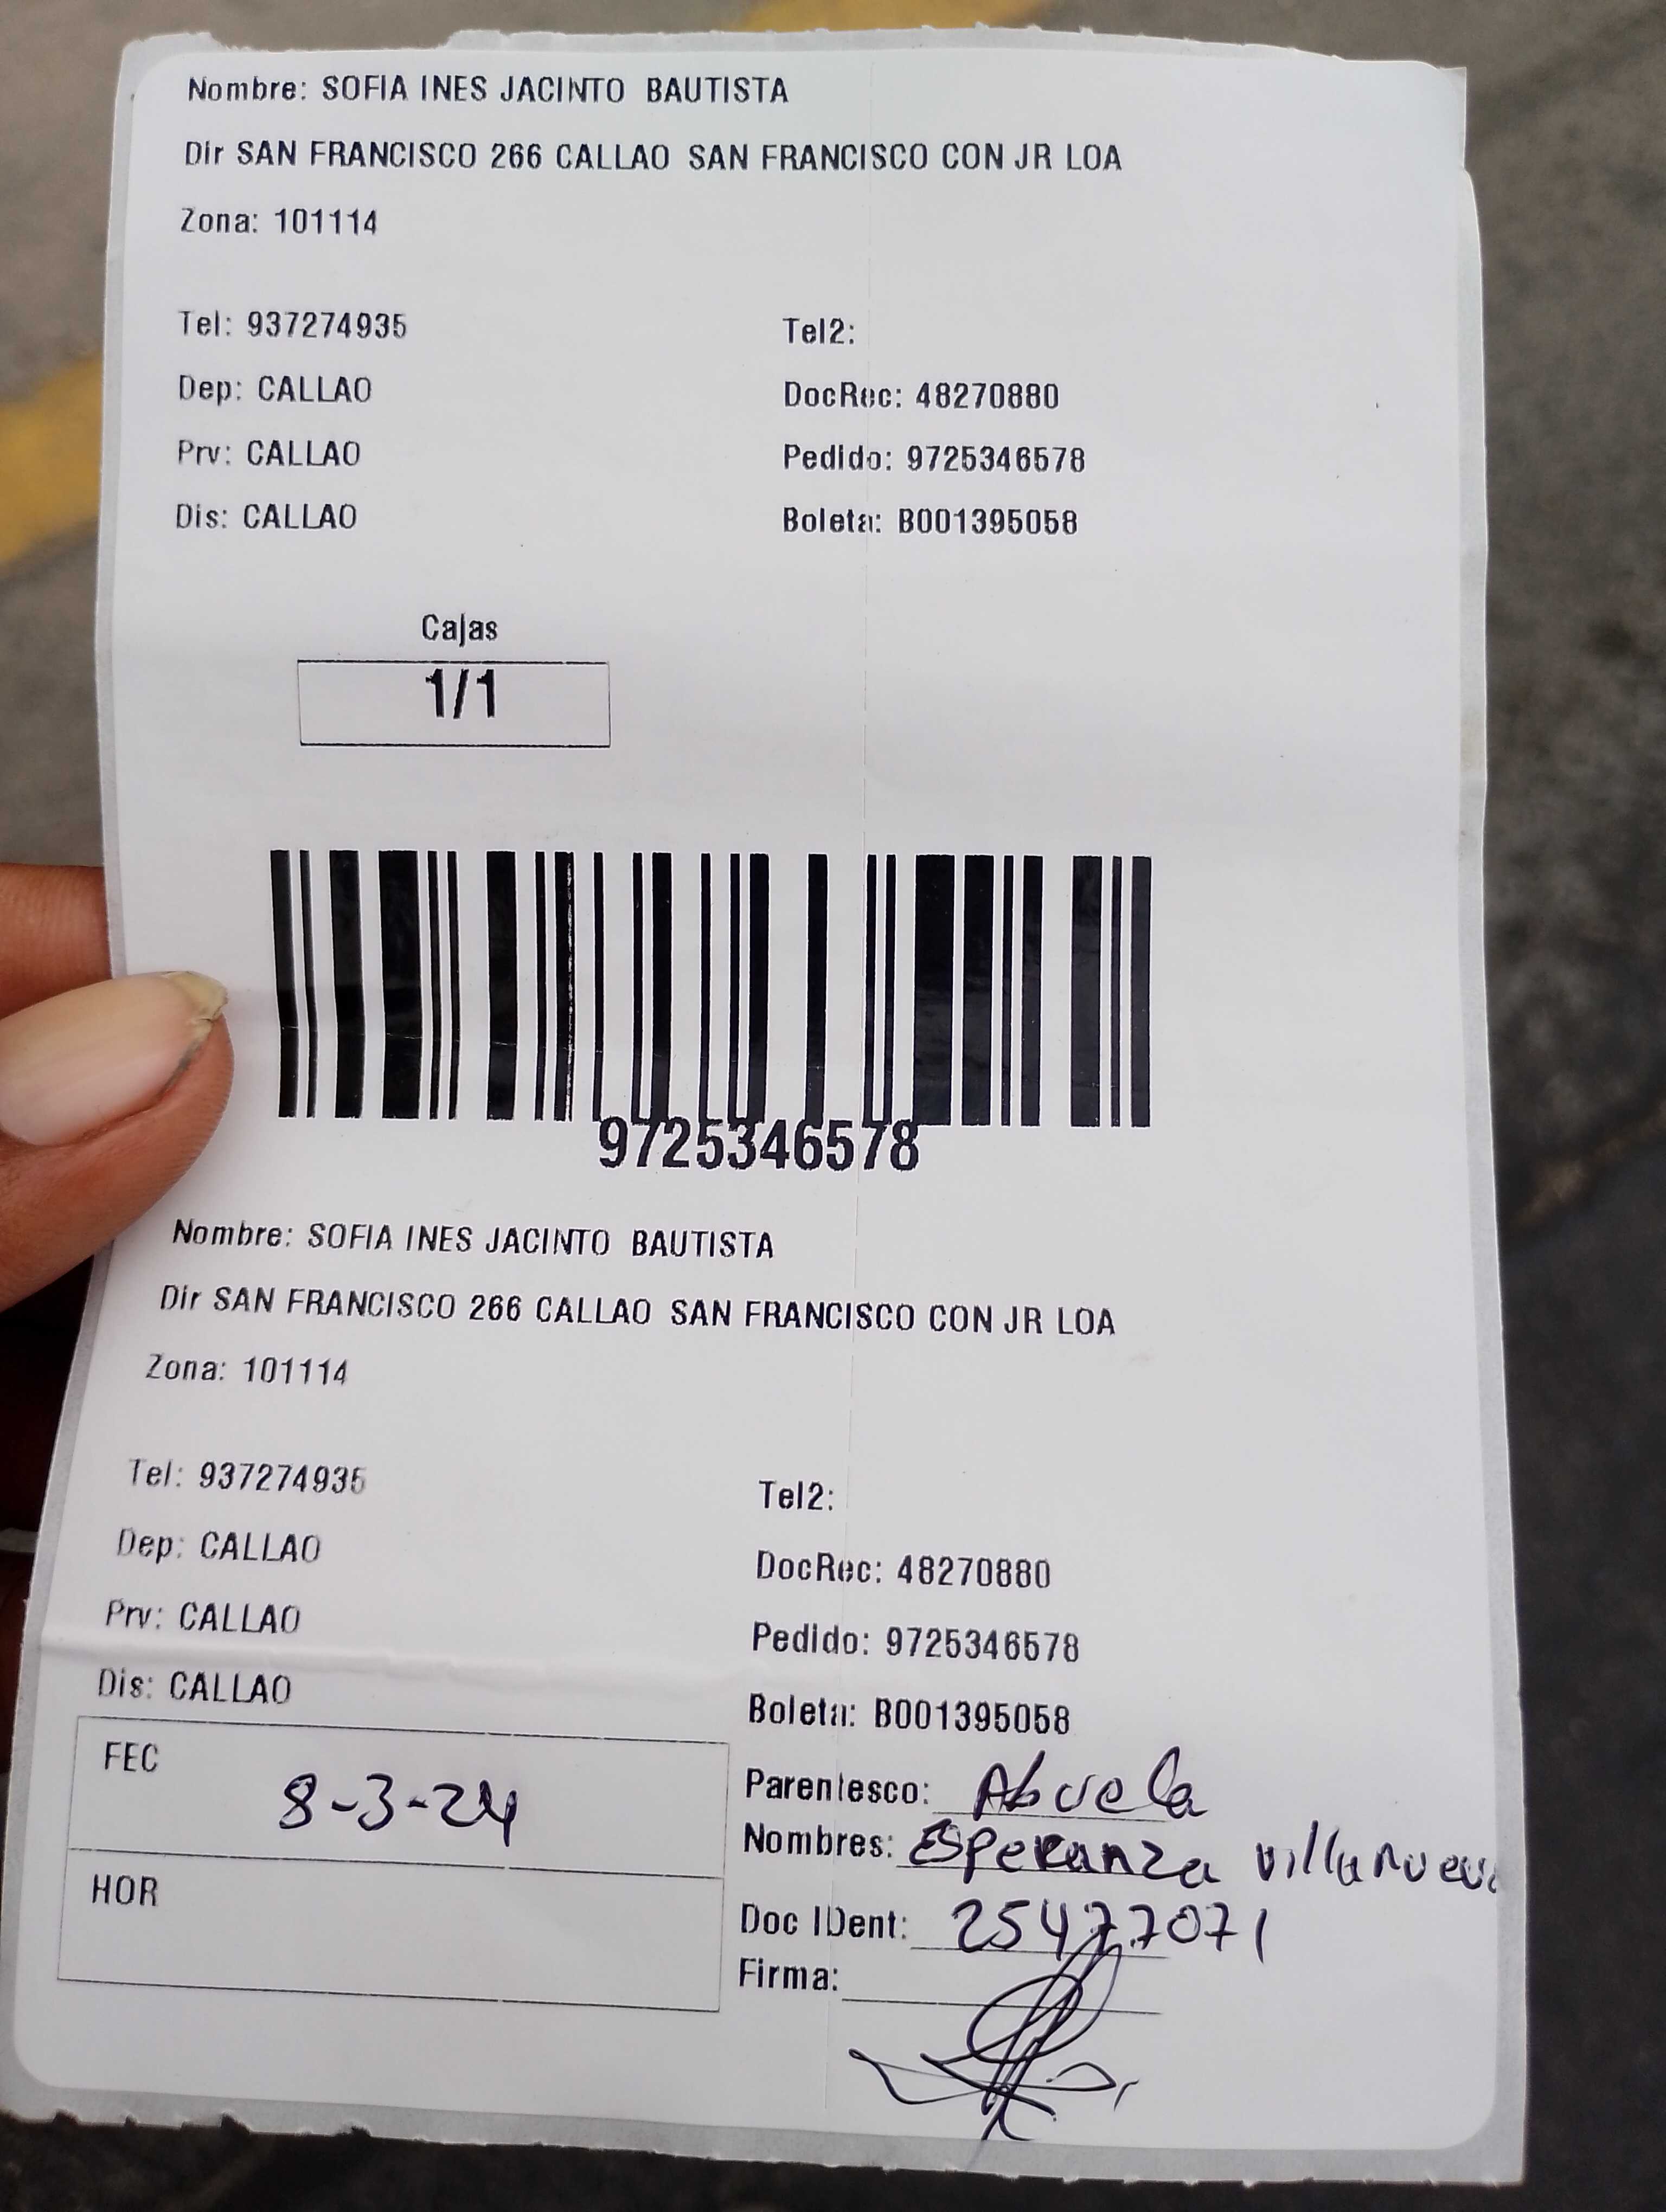 Nombre: SOFIA INES JACINTO BAUTISTA
Dir SAN FRANCISCO 266 CALLAO SAN FRANCISCO CON JR LOA
Zona: 101114
Tel: 937274935
Tel2:
Dep: CALLAO
DocRec: 48270880
Prv: CALLAO
Pedido: 9725346578
Dis: CALLAO
Boleta: B001395058
Cajas
1/1
9725346578
Nombre: SOFIA INES JACINTO BAUTISTA
Dir SAN FRANCISCO 266 CALLAO SAN FRANCISCO CON JR LOA
Zona: 101114
Tel: 937274935
Tel2:
Dep: CALLAO
DocRec: 48270880
Prv: CALLAO
Pedido: 9725346578
Dis: CALLAO
Boleta: B001395058
FEC
8-3-24
HOR
Parentesco: Abuela
Nombres: Esperanza Villanueva
Doc IDent: 25477071
Firma: